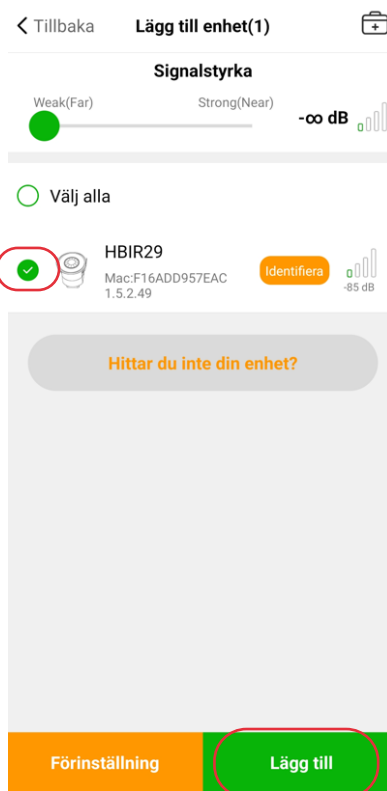 Tillbaka Lägg till enhet(1)
Signalstyrka
Weak(Far) Strong(Near)
-∞ dB
Välj alla
HBIR29
Mac:F16ADD957EAC
1.5.2.49
Identifiera
-85 dB
Hittar du inte din enhet?
Förinställning Lägg till